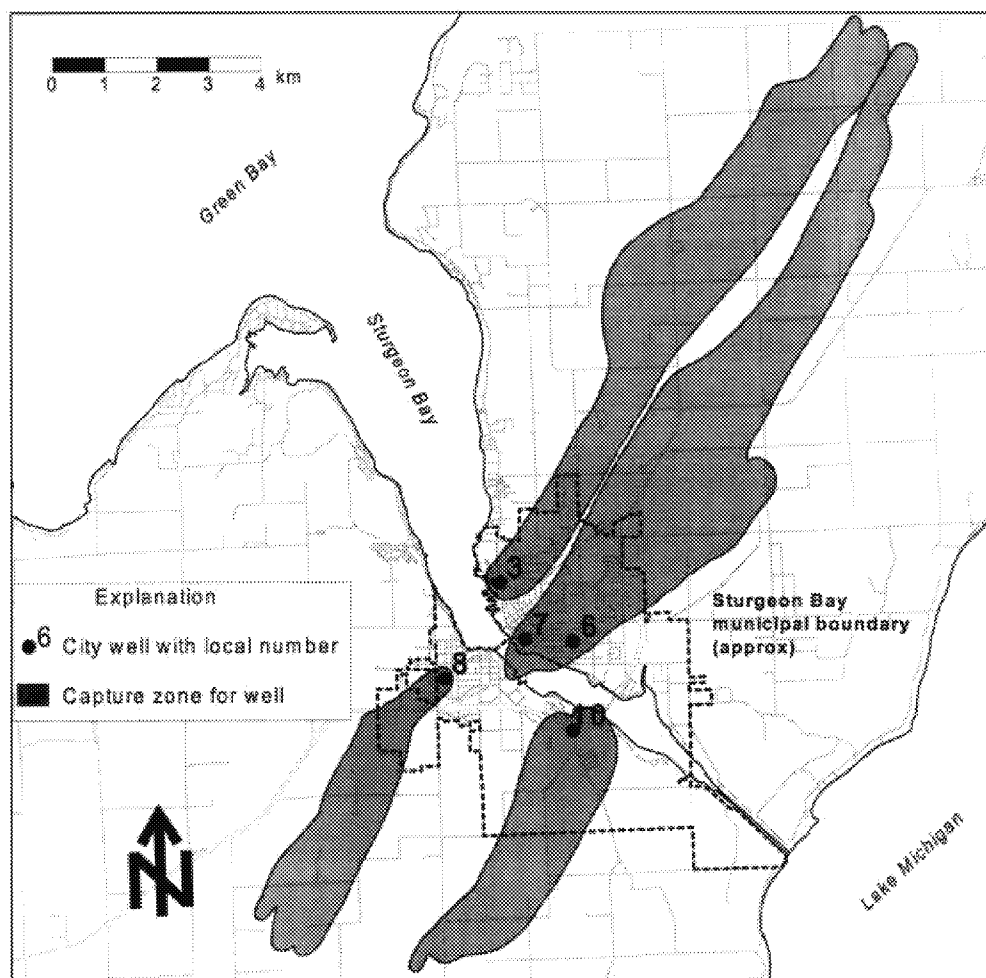 0 1 2 3 4 km
Green Bay
Sturgeon Bay
3
7
6
8
10
Explanation
6 City well with local number
Capture zone for well
Sturgeon Bay
municipal boundary
(approx)
N
Lake Michigan